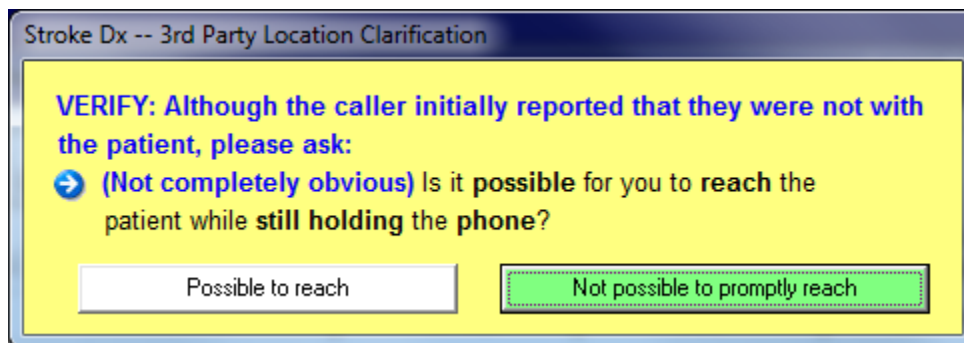 Stroke Dx -- 3rd Party Location Clarification
VERIFY: Although the caller initially reported that they were not with
the patient, please ask:
(Not completely obvious) Is it possible for you to reach the
patient while still holding the phone?
Possible to reach
Not possible to promptly reach